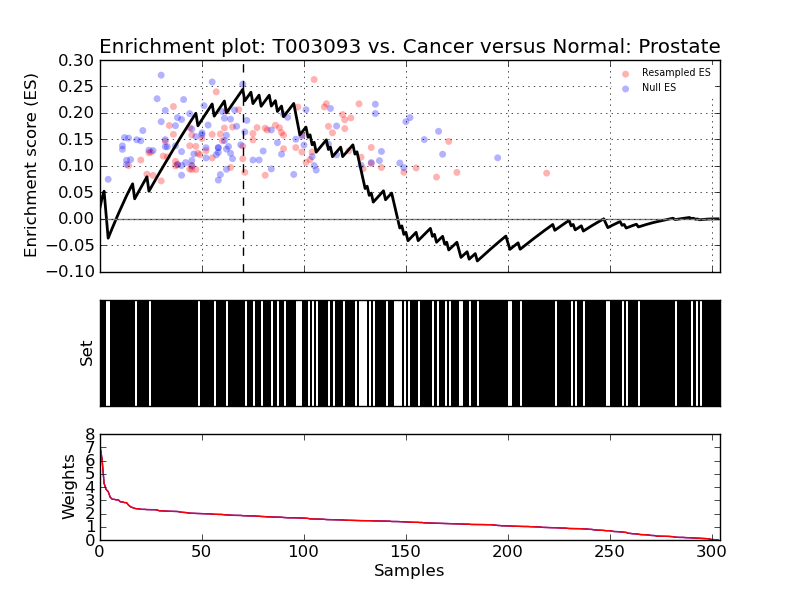 Enrichment plot: T003093 vs. Cancer versus Normal: Prostate
Enrichment score (ES)
0.30
0.25
0.20
0.15
0.10
0.05
0.00
−0.05
−0.10
Resampled ES
Null ES
Set
Weights
8
7
6
5
4
3
2
1
0
0 50 100 150 200 250 300
Samples